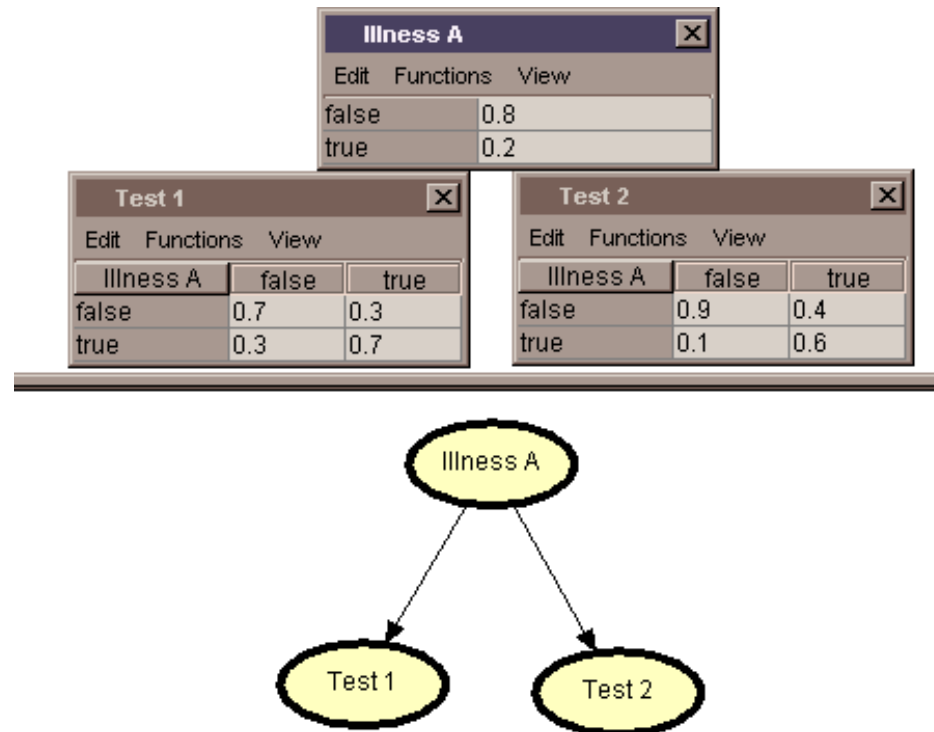 Illness A
Edit Functions View
false 0.8
true 0.2
Test 1
Edit Functions View
Illness A false true
false 0.7 0.3
true 0.3 0.7
Test 2
Edit Functions View
Illness A false true
false 0.9 0.4
true 0.1 0.6
Illness A
Test 1
Test 2